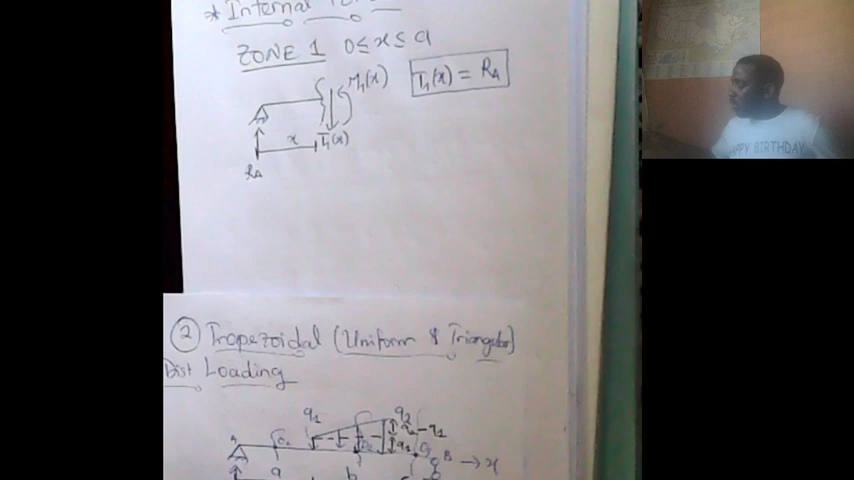 * Internal
ZONE 1 0 ≤ x ≤ a
M₁(x)
T₁(x) = RA
x
T₁(x)
RA
② Trapezoidal (Uniform & Triangular)
Dist Loading
q₁ q₂
A
q₁
B → x
a b
HAPPY BIRTHDAY